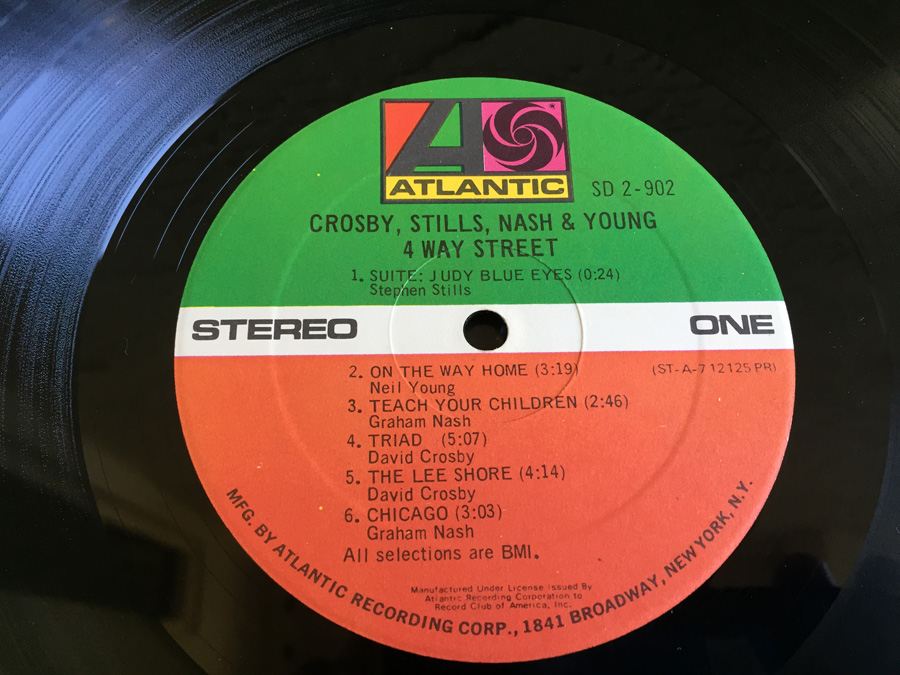 ATLANTIC
SD 2-902
CROSBY, STILLS, NASH & YOUNG
4 WAY STREET
1. SUITE: JUDY BLUE EYES (0:24)
Stephen Stills
STEREO
ONE
2. ON THE WAY HOME (3:19)
(ST-A-712125 PR)
Neil Young
3. TEACH YOUR CHILDREN (2:46)
Graham Nash
4. TRIAD (5:07)
David Crosby
5. THE LEE SHORE (4:14)
David Crosby
6. CHICAGO (3:03)
Graham Nash
All selections are BMI.
Manufactured Under License Issued By
Atlantic Recording Corporation to
Record Club of America, Inc.
MFG. BY ATLANTIC RECORDING CORP., 1841 BROADWAY, NEW YORK, N.Y.